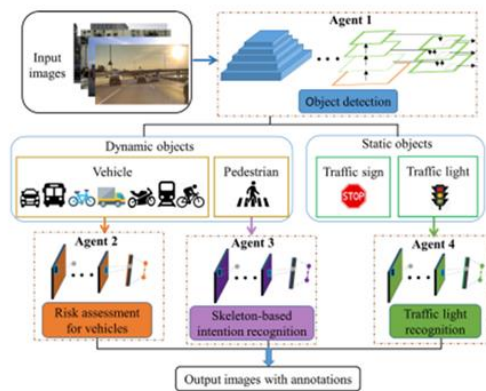 Agent 1
Input
images
Object detection
Dynamic objects
Static objects
Vehicle
Pedestrian
Traffic sign
Traffic light
STOP
Agent 2
Agent 3
Agent 4
Risk assessment
for vehicles
Skeleton-based
intention recognition
Traffic light
recognition
Output images with annotations